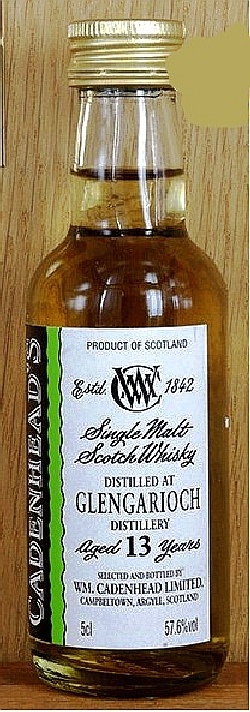 CADENHEAD'S
PRODUCT OF SCOTLAND
Estd. WC 1842
Single Malt
Scotch Whisky
DISTILLED AT
GLENGARIOCH
DISTILLERY
Aged 13 Years
SELECTED AND BOTTLED BY
WM. CADENHEAD LIMITED.
CAMPBELTOWN, ARGYLL, SCOTLAND
5cl 57.6%vol